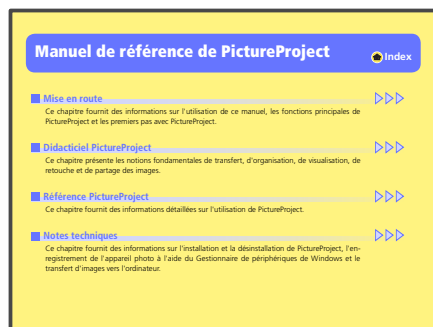 Manuel de référence de PictureProject
Index
Mise en route
Ce chapitre fournit des informations sur l'utilisation de ce manuel, les fonctions principales de
PictureProject et les premiers pas avec PictureProject.
Didacticiel PictureProject
Ce chapitre présente les notions fondamentales de transfert, d'organisation, de visualisation, de
retouche et de partage des images.
Référence PictureProject
Ce chapitre fournit des informations détaillées sur l'utilisation de PictureProject.
Notes techniques
Ce chapitre fournit des informations sur l'installation et la désinstallation de PictureProject, l'en-
registrement de l'appareil photo à l'aide du Gestionnaire de périphériques de Windows et le
transfert d'images vers l'ordinateur.